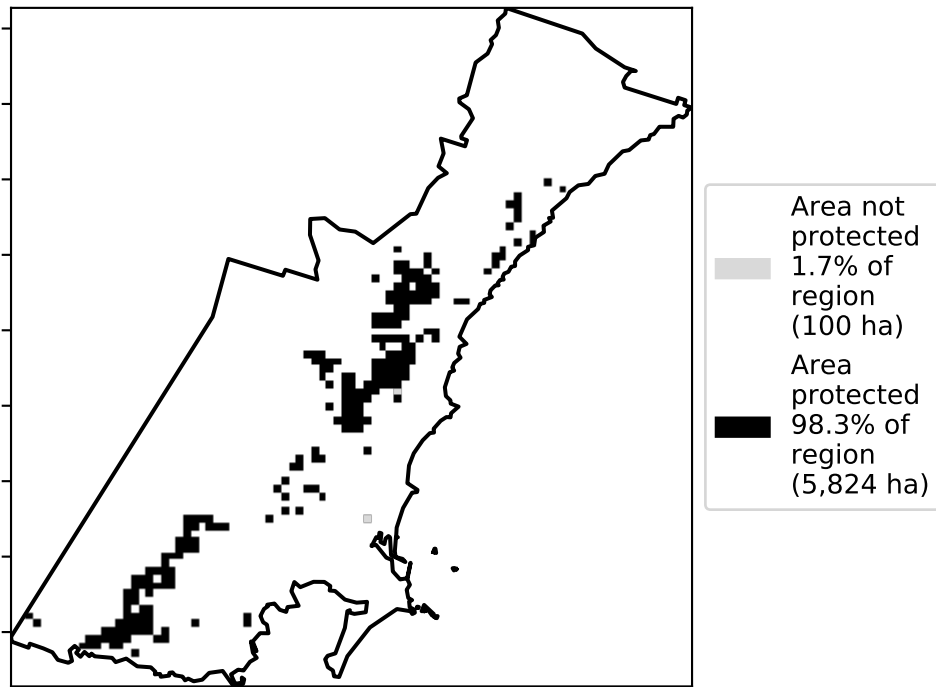 Area not
protected
1.7% of
region
(100 ha)
Area
protected
98.3% of
region
(5,824 ha)